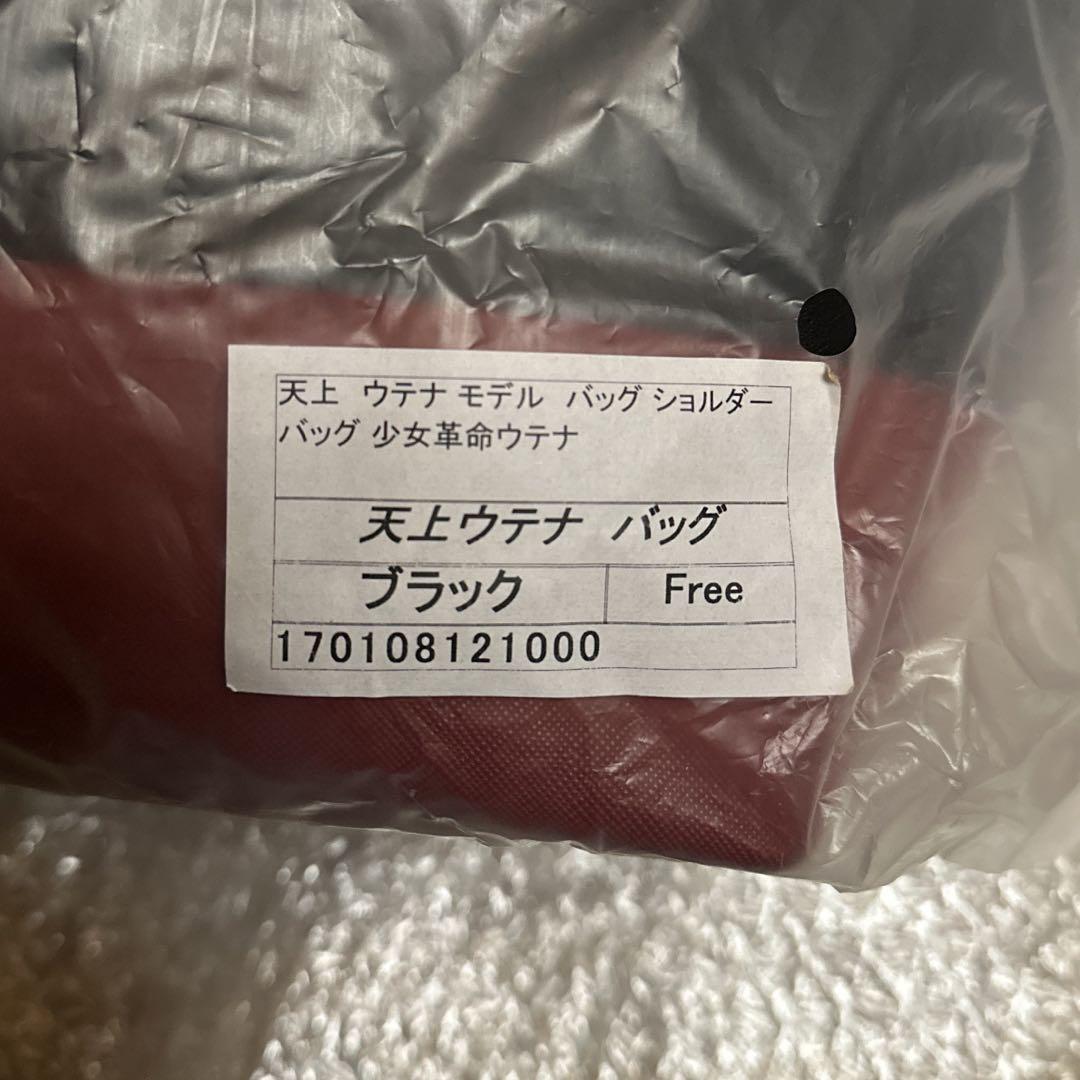 天上　ウテナ モデル　バッグ ショルダー
バッグ 少女革命ウテナ
天上ウテナ　バッグ
ブラック　Free
170108121000